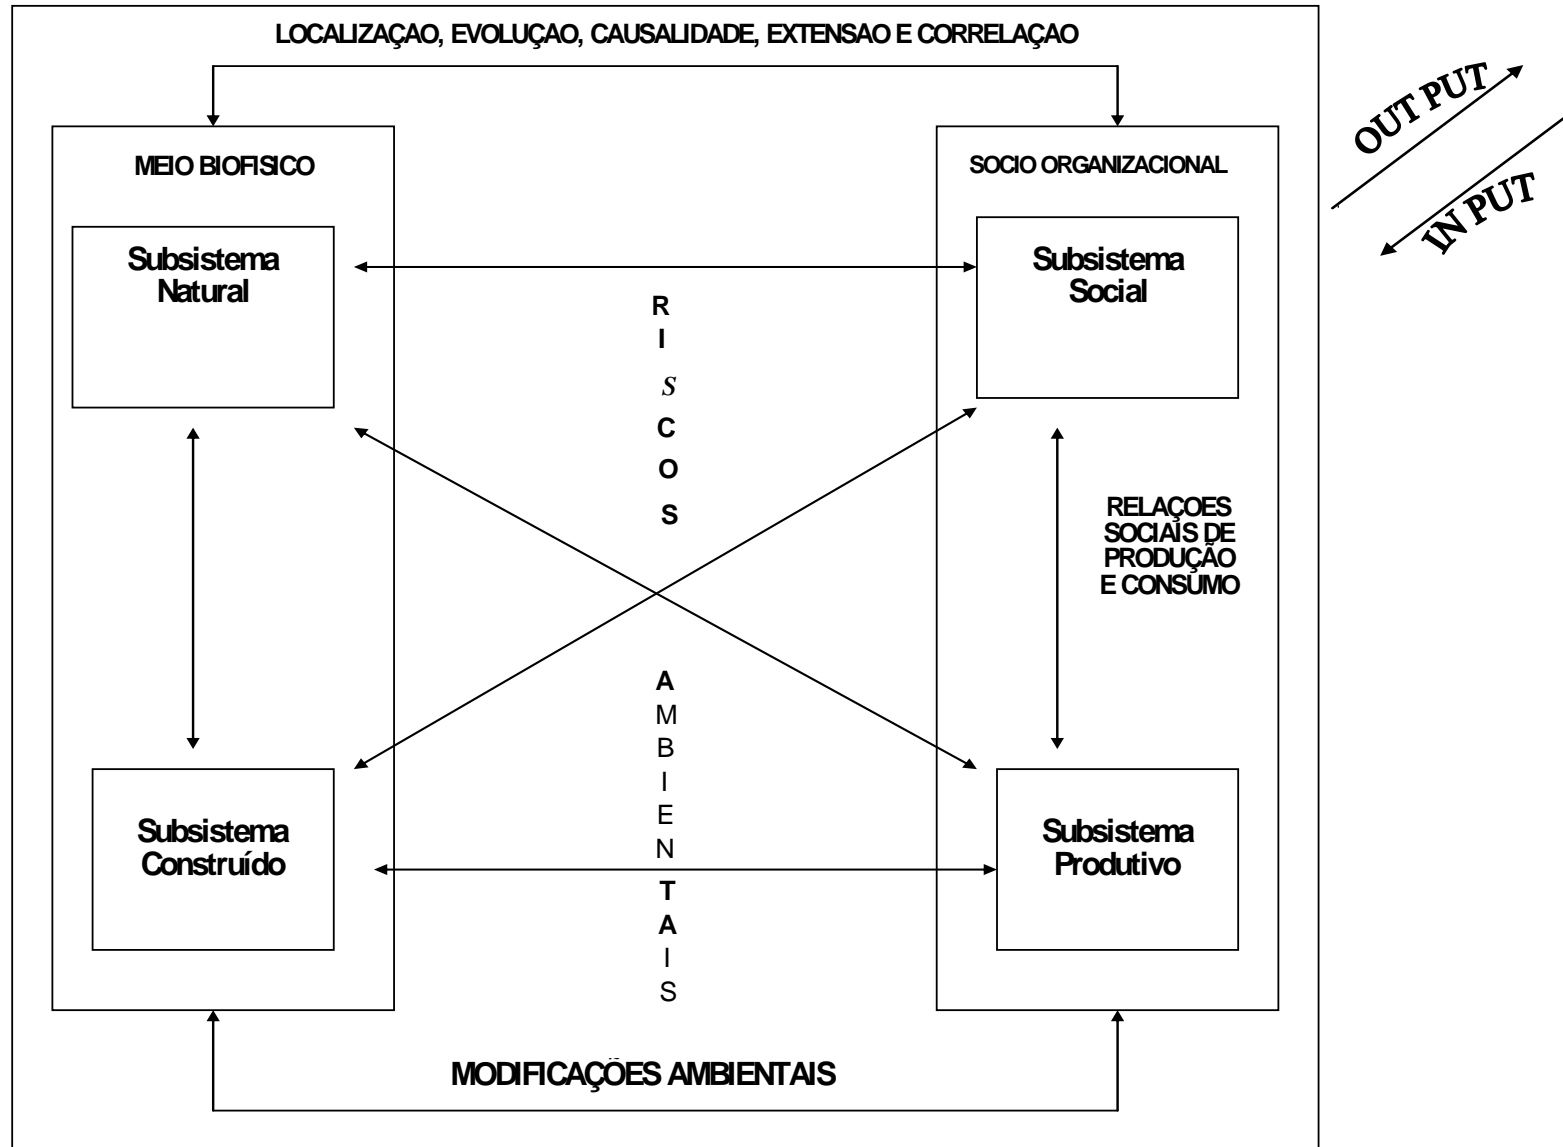 LOCALIZAÇAO, EVOLUÇAO, CAUSALIDADE, EXTENSAO E CORRELAÇAO
OUT PUT
IN PUT
MEIO BIOFISICO
SOCIO ORGANIZACIONAL
Subsistema
Natural
Subsistema
Social
R
I
S
C
O
S
RELAÇOES
SOCIAIS DE
PRODUÇÃO
E CONSUMO
A
M
B
I
E
N
T
A
I
S
Subsistema
Construído
Subsistema
Produtivo
MODIFICAÇÕES AMBIENTAIS